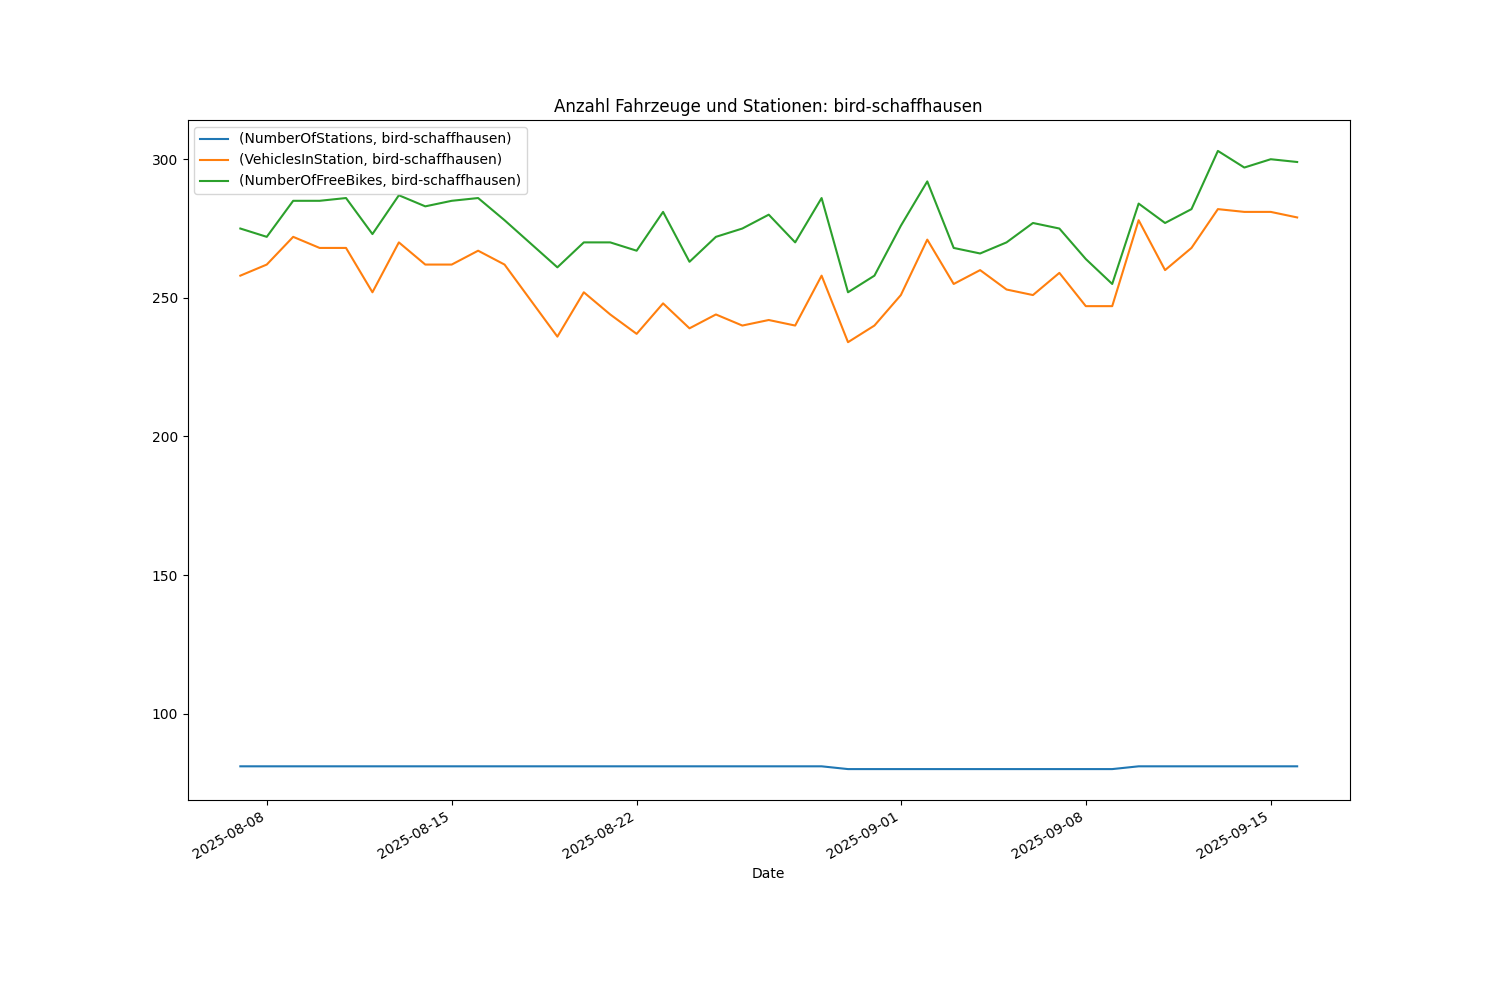 Anzahl Fahrzeuge und Stationen: bird-schaffhausen
(NumberOfStations, bird-schaffhausen)
(VehiclesInStation, bird-schaffhausen)
(NumberOfFreeBikes, bird-schaffhausen)
300
250
200
150
100
2025-08-08
2025-08-15
2025-08-22
2025-09-01
2025-09-08
2025-09-15
Date